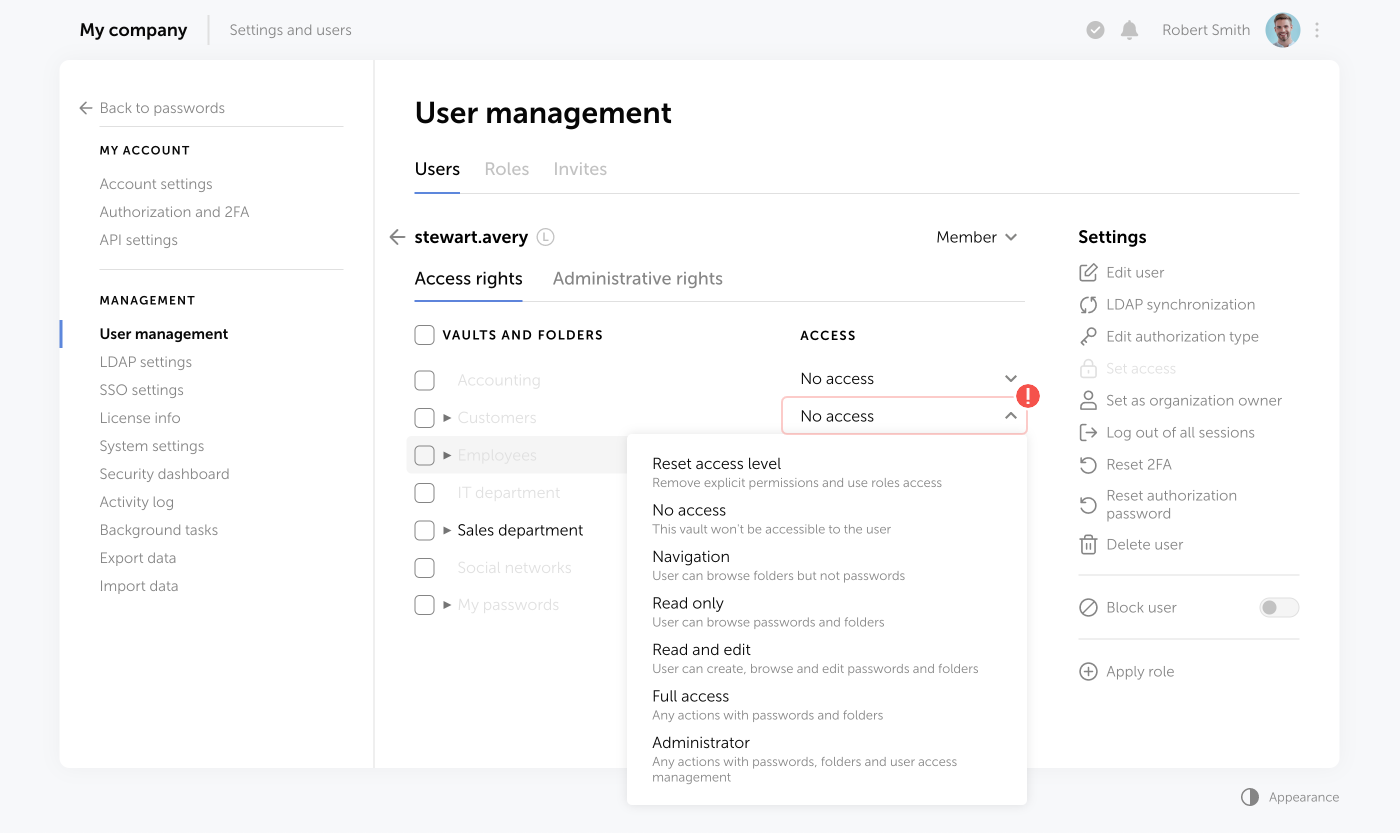 My company
Settings and users
Robert Smith
Back to passwords
MY ACCOUNT
Account settings
Authorization and 2FA
API settings
MANAGEMENT
User management
LDAP settings
SSO settings
License info
System settings
Security dashboard
Activity log
Background tasks
Export data
Import data
User management
Users
Roles
Invites
stewart.avery
L
Member
Access rights
Administrative rights
VAULTS AND FOLDERS
ACCESS
Accounting
No access
Customers
No access
!
Employees
IT department
Sales department
Social networks
My passwords
Reset access level
Remove explicit permissions and use roles access
No access
This vault won't be accessible to the user
Navigation
User can browse folders but not passwords
Read only
User can browse passwords and folders
Read and edit
User can create, browse and edit passwords and folders
Full access
Any actions with passwords and folders
Administrator
Any actions with passwords, folders and user access
management
Settings
Edit user
LDAP synchronization
Edit authorization type
Set access
Set as organization owner
Log out of all sessions
Reset 2FA
Reset authorization
password
Delete user
Block user
Apply role
Appearance